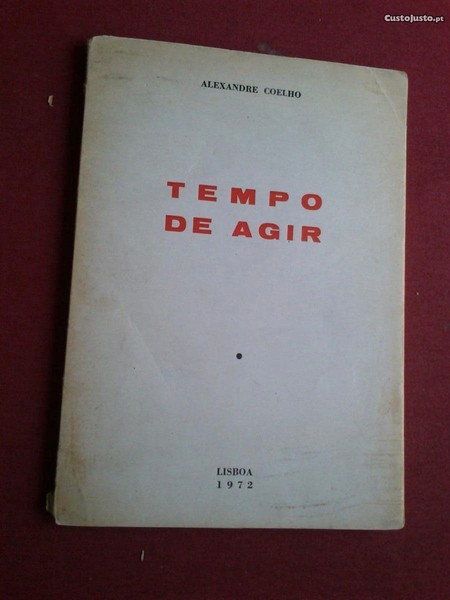 CustoJusto.pt
ALEXANDRE COELHO
TEMPO
DE AGIR
LISBOA
1972